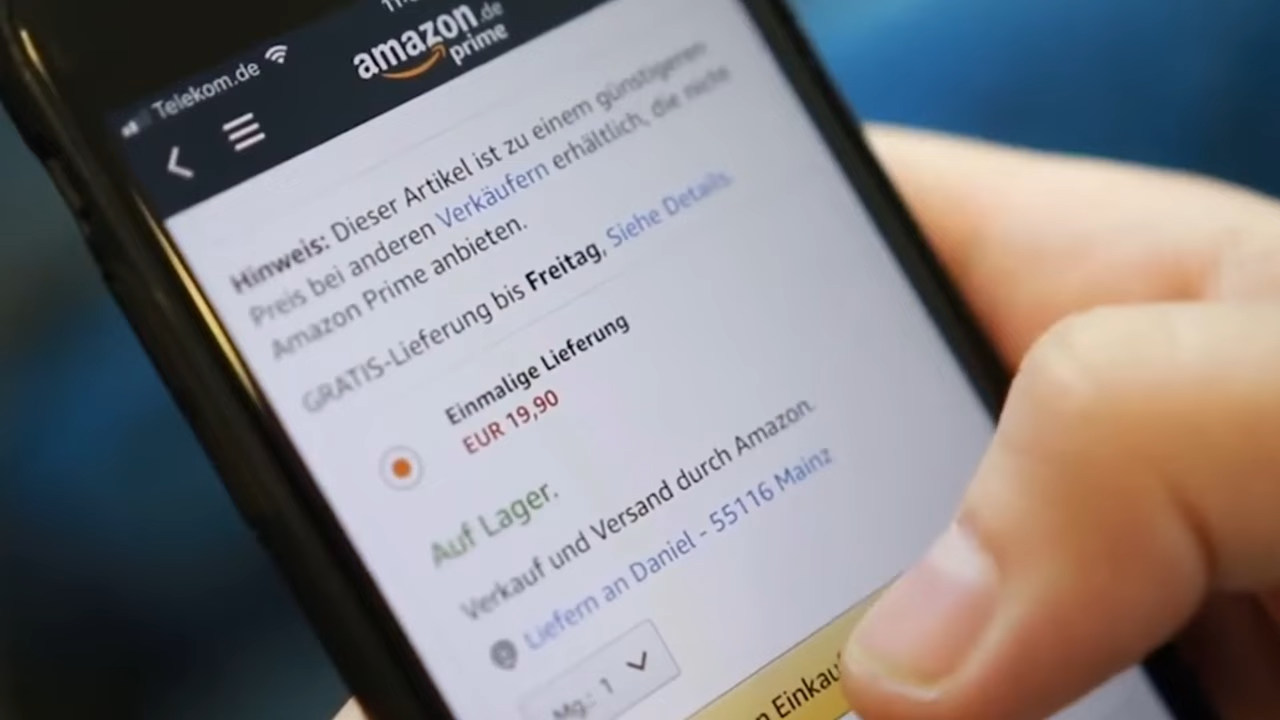 Telekom.de
amazon.de
prime
Hinweis: Dieser Artikel ist zu einem günstigeren
Preis bei anderen Verkäufern erhältlich, die nicht
Amazon Prime anbieten.
GRATIS-Lieferung bis Freitag, Siehe Details.
Einmalige Lieferung
EUR 19,90
Auf Lager.
Verkauf und Versand durch Amazon.
Liefern an Daniel - 55116 Mainz
Mg.: 1